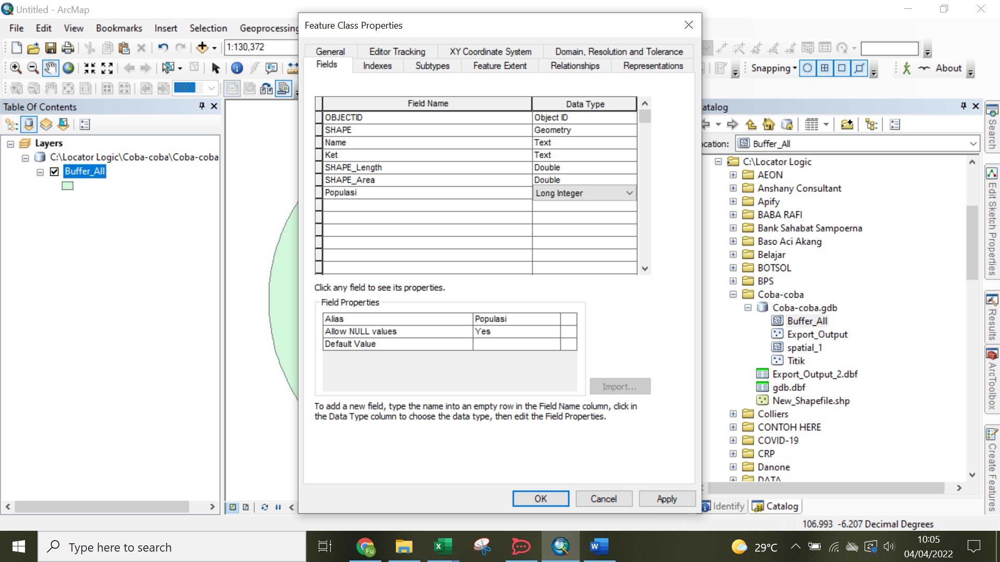 Untitled - ArcMap
File Edit View Bookmarks Insert Selection Geoprocessing
1:130,372
100%
Snapping
About
Table Of Contents
Layers
C:\Locator Logic\Coba-coba\Coba-coba
Buffer_All
Feature Class Properties
General Editor Tracking XY Coordinate System Domain, Resolution and Tolerance
Fields Indexes Subtypes Feature Extent Relationships Representations
Field Name Data Type
OBJECTID Object ID
SHAPE Geometry
Name Text
Ket Text
SHAPE_Length Double
SHAPE_Area Double
Populasi Long Integer
Click any field to see its properties.
Field Properties
Alias Populasi
Allow NULL values Yes
Default Value
Import...
To add a new field, type the name into an empty row in the Field Name column, click in
the Data Type column to choose the data type, then edit the Field Properties.
OK Cancel Apply
atalog
ocation: Buffer_All
C:\Locator Logic
AEON
Anshany Consultant
Apify
BABA RAFI
Bank Sahabat Sampoerna
Baso Aci Akang
Belajar
BOTSOL
BPS
Coba-coba
Coba-coba.gdb
Buffer_All
Export_Output
spatial_1
Titik
Export_Output_2.dbf
gdb.dbf
New_Shapefile.shp
Colliers
CONTOH HERE
COVID-19
CRP
Danone
DATA
Identify Catalog
Search
Edit Sketch Properties
Results
ArcToolbox
Create Features
106.993 -6.207 Decimal Degrees
Type here to search
Fu
29°C
10:05
04/04/2022